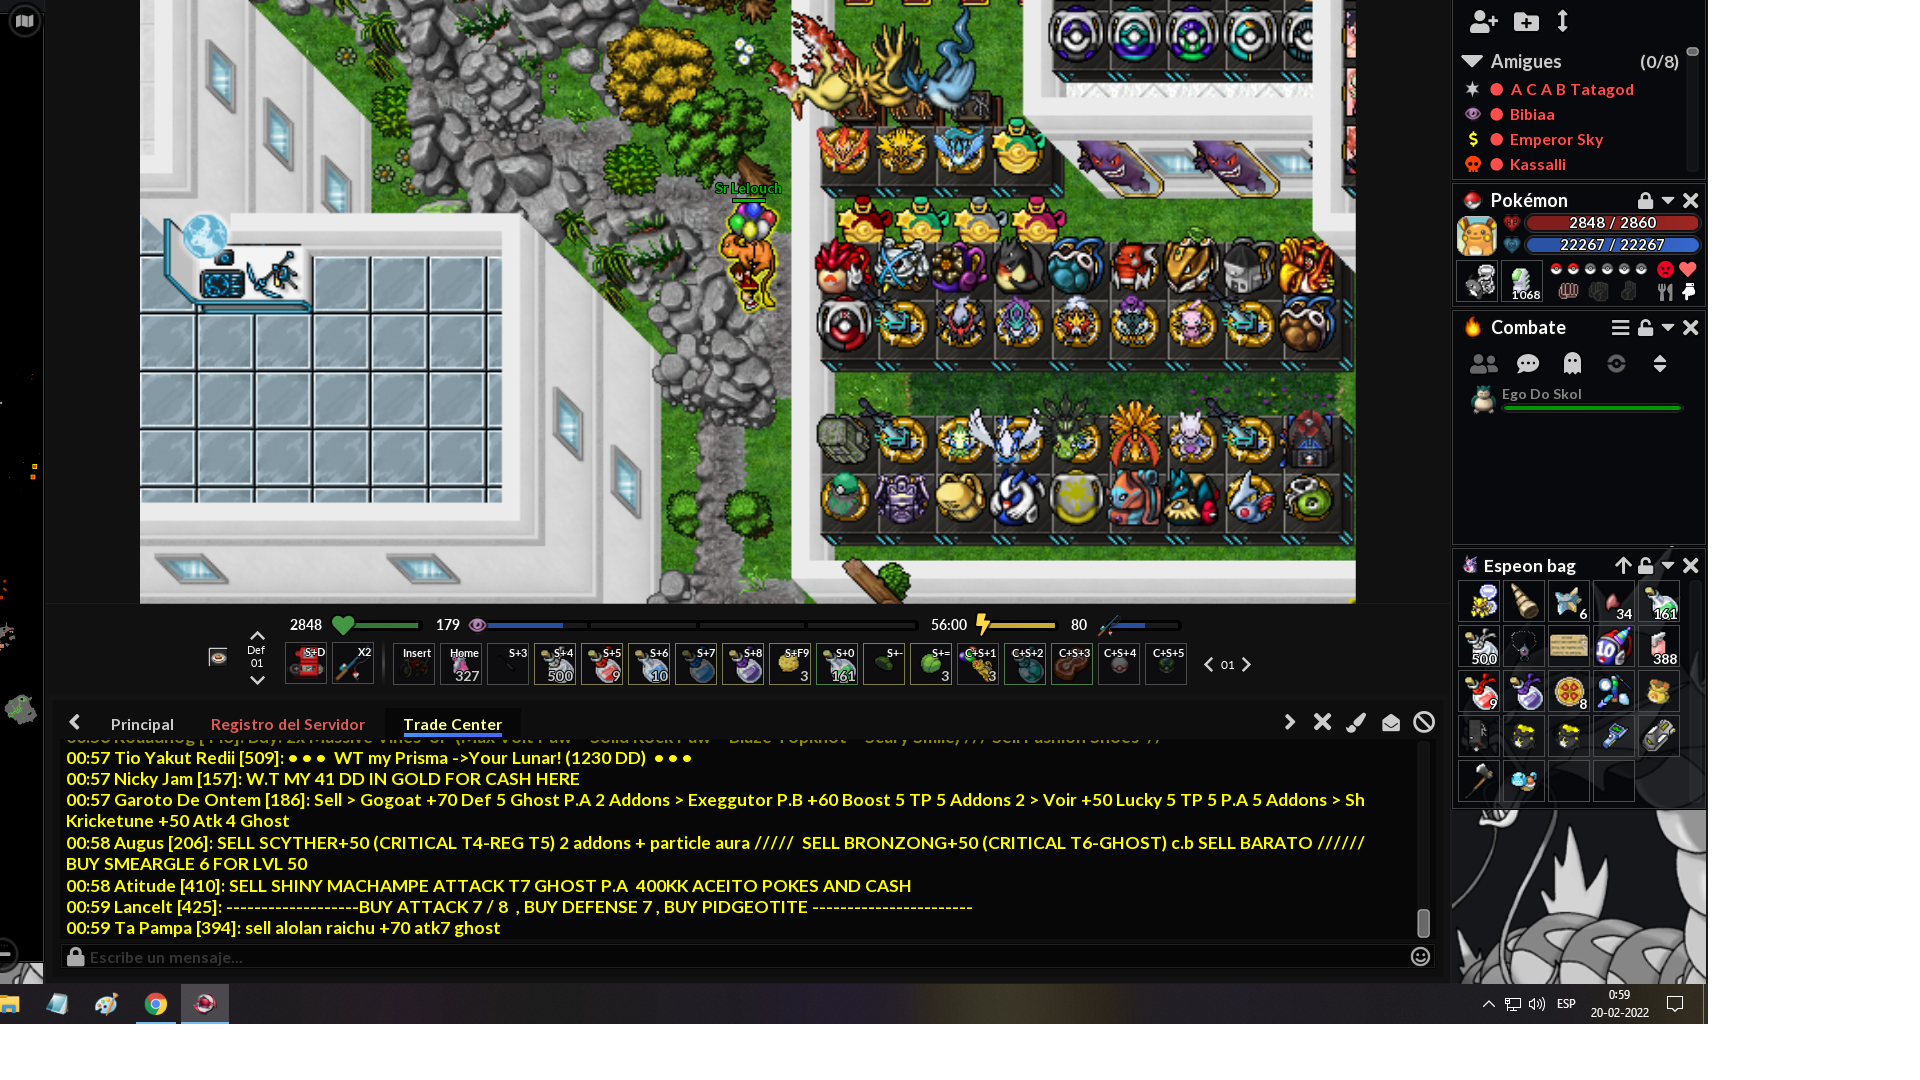 Amigues (0/8)
A C A B Tatagod
Bibiaa
Emperor Sky
Kassalli
Sr Lelouch
Pokémon
2848 / 2860
22267 / 22267
1068
Combate
Ego Do Skol
Espeon bag
6 34 161
500 10 388
9 8
2848 179 56:00 80
Def
01
S+D X2 Insert Home S+3 S+4 S+5 S+6 S+7 S+8 S+F9 S+0 S+- S+= C+S+1 C+S+2 C+S+3 C+S+4 C+S+5
327 500 9 10 3 161 3 3
01
Principal Registro del Servidor Trade Center
00:57 Tio Yakut Redii [509]: ● ● ●  WT my Prisma ->Your Lunar! (1230 DD)  ● ● ●
00:57 Nicky Jam [157]: W.T MY 41 DD IN GOLD FOR CASH HERE
00:57 Garoto De Ontem [186]: Sell > Gogoat +70 Def 5 Ghost P.A 2 Addons > Exeggutor P.B +60 Boost 5 TP 5 Addons 2 > Voir +50 Lucky 5 TP 5 P.A 5 Addons > Sh
Kricketune +50 Atk 4 Ghost
00:58 Augus [206]: SELL SCYTHER+50 (CRITICAL T4-REG T5) 2 addons + particle aura /////  SELL BRONZONG+50 (CRITICAL T6-GHOST) c.b SELL BARATO //////
BUY SMEARGLE 6 FOR LVL 50
00:58 Atitude [410]: SELL SHINY MACHAMPE ATTACK T7 GHOST P.A  400KK ACEITO POKES AND CASH
00:59 Lancelt [425]: -------------------BUY ATTACK 7 / 8  , BUY DEFENSE 7 , BUY PIDGEOTITE -----------------------
00:59 Ta Pampa [394]: sell alolan raichu +70 atk7 ghost
Escribe un mensaje...
ESP
0:59
20-02-2022